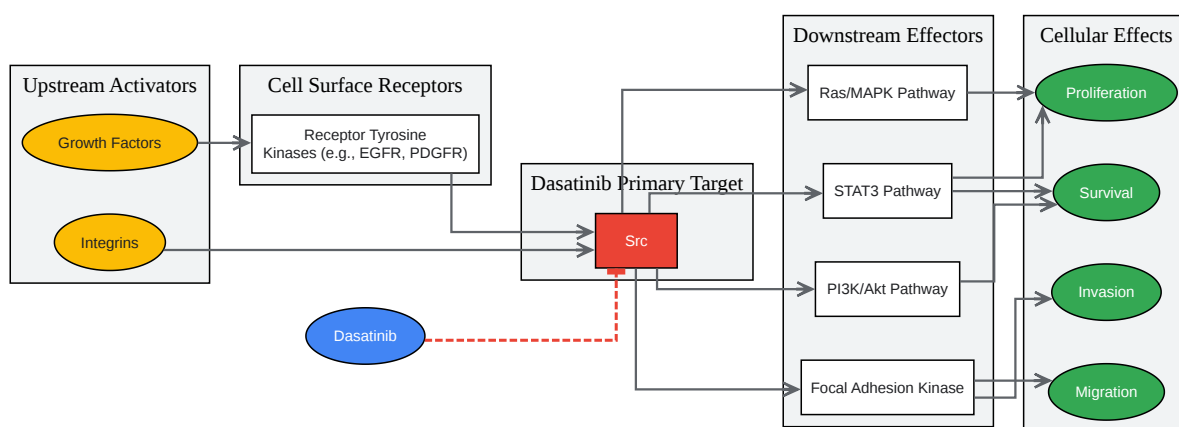 Upstream Activators
Growth Factors
Integrins
Cell Surface Receptors
Receptor Tyrosine
Kinases (e.g., EGFR, PDGFR)
Dasatinib Primary Target
Src
Dasatinib
Downstream Effectors
Ras/MAPK Pathway
STAT3 Pathway
PI3K/Akt Pathway
Focal Adhesion Kinase
Cellular Effects
Proliferation
Survival
Invasion
Migration